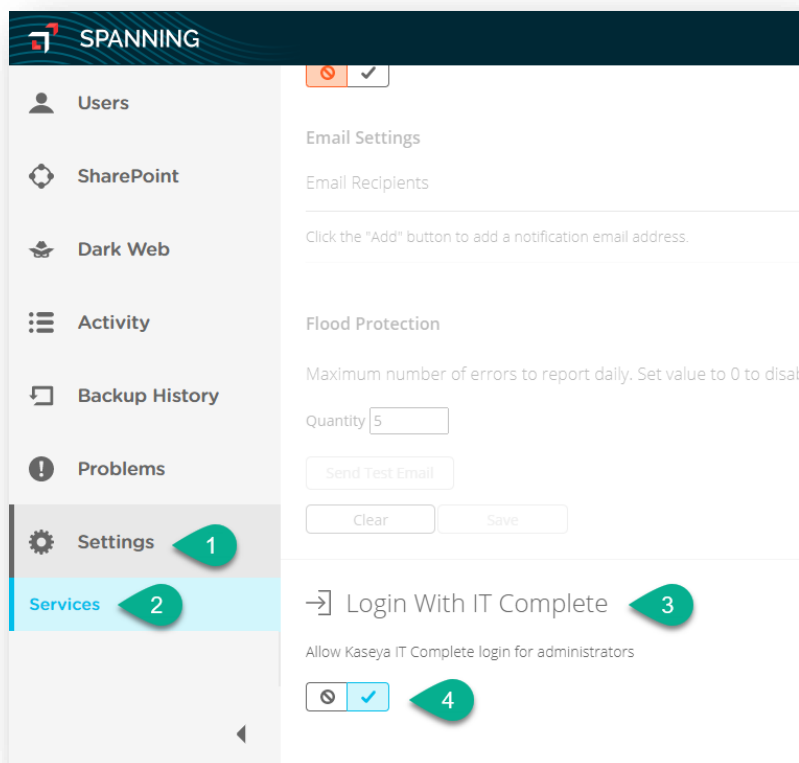 SPANNING
Users
SharePoint
Dark Web
Activity
Backup History
Problems
Settings
1
Services
2
Email Settings
Email Recipients
Click the "Add" button to add a notification email address.
Flood Protection
Maximum number of errors to report daily. Set value to 0 to
Quantity 5
Send Test Email
Clear
Save
Login With IT Complete
3
Allow Kaseya IT Complete login for administrators
4